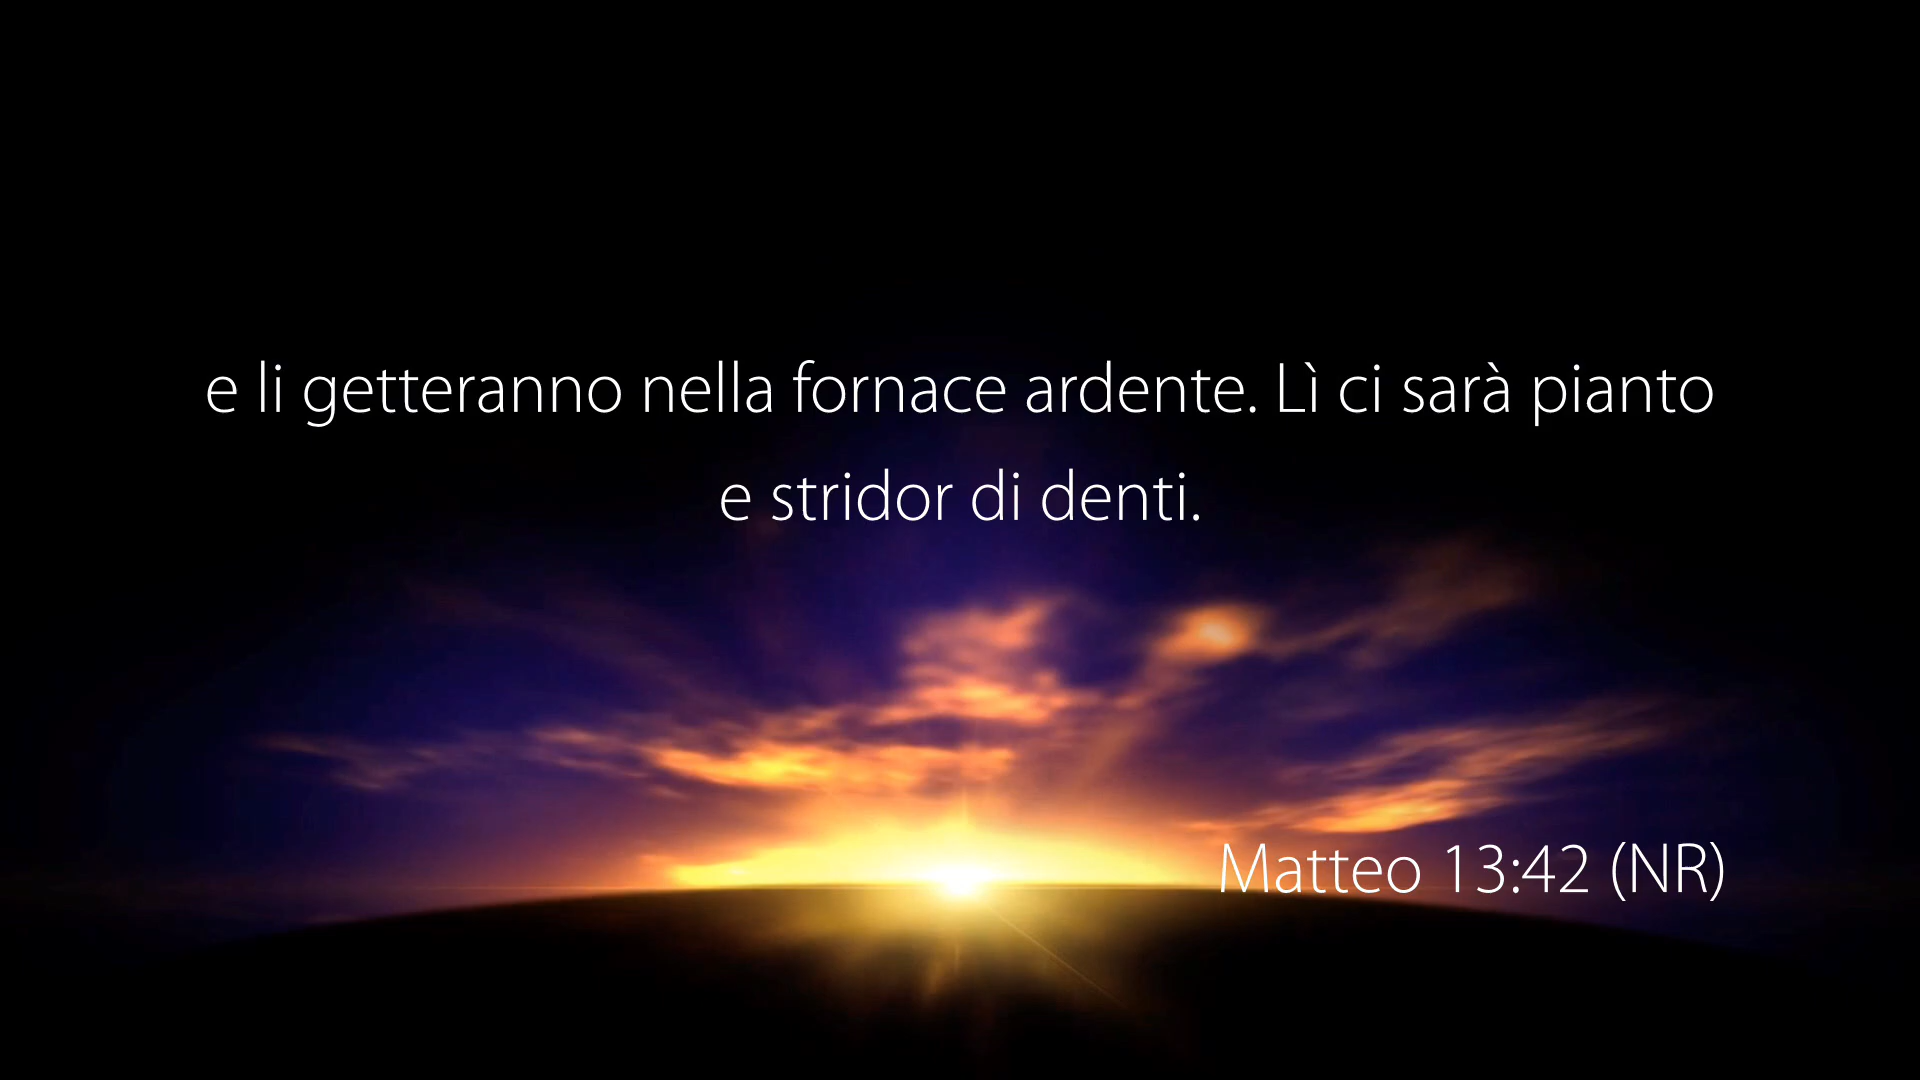 e li getteranno nella fornace ardente. Lì ci sarà pianto
e stridor di denti.
Matteo 13:42 (NR)